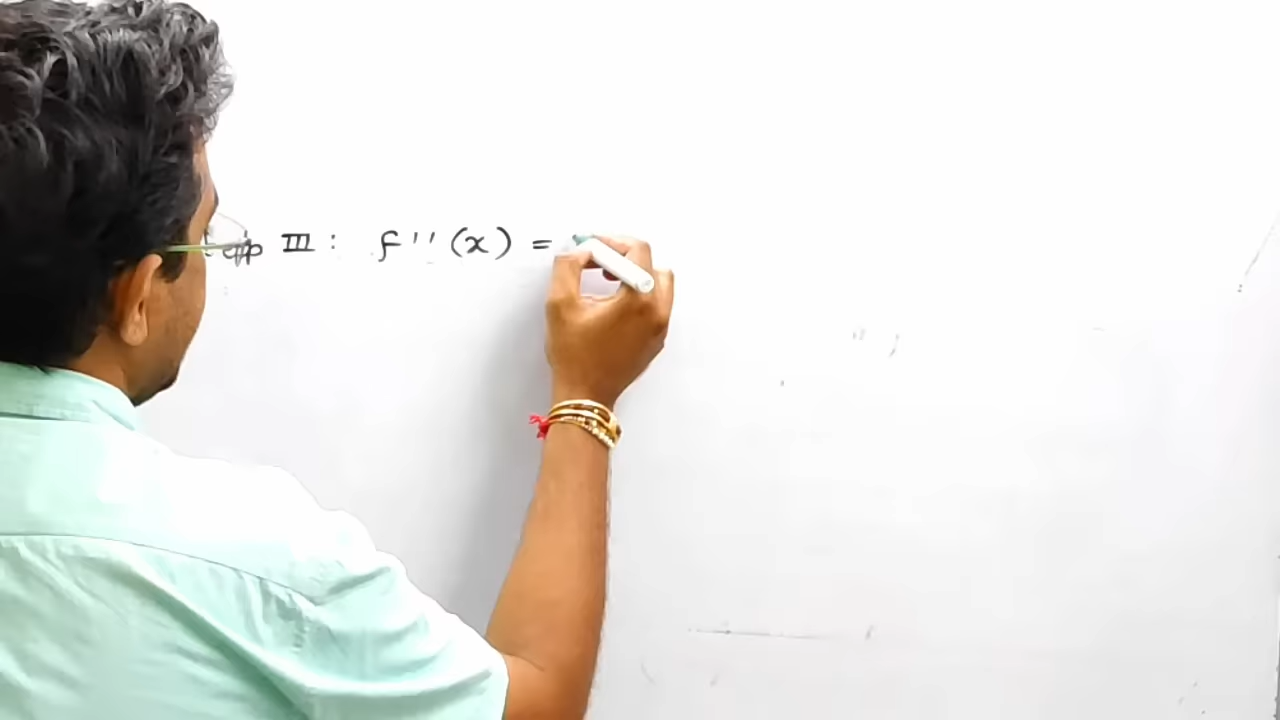 III : f''(x) =